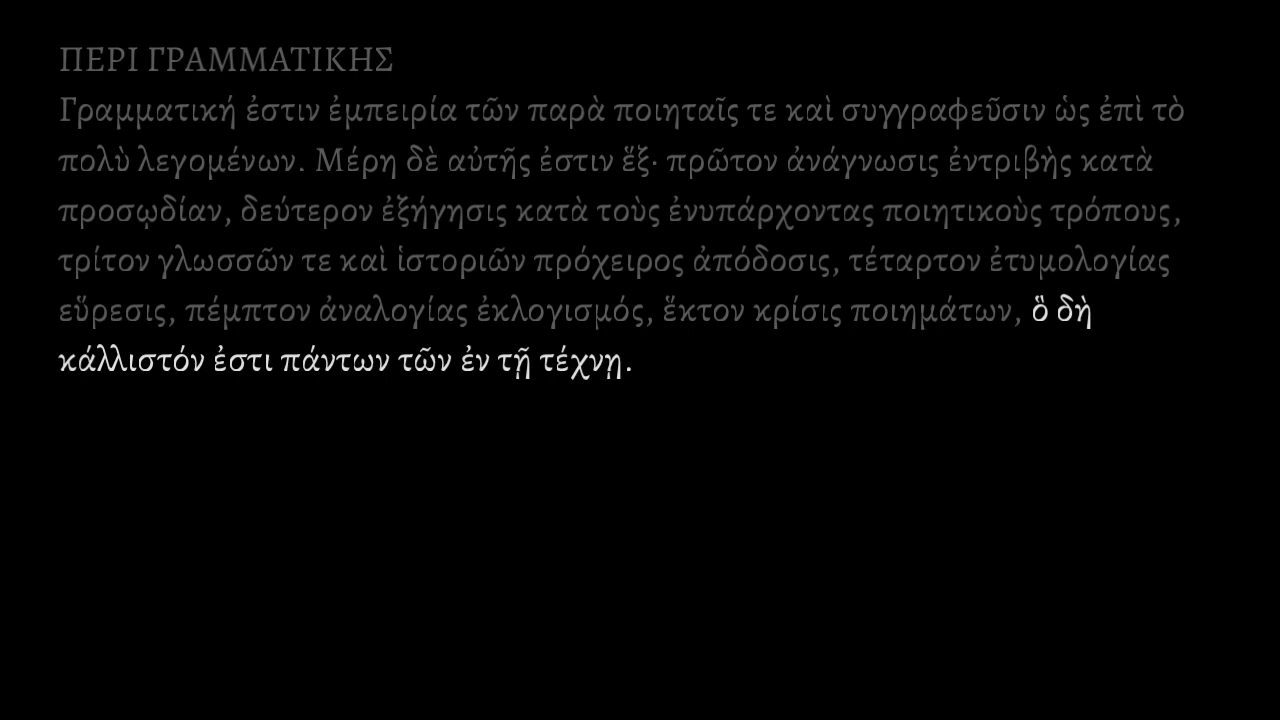 ΠΕΡΙ ΓΡΑΜΜΑΤΙΚΗΣ
Γραμματική ἐστιν ἐμπειρία τῶν παρὰ ποιηταῖς τε καὶ συγγραφεῦσιν ὡς ἐπὶ τὸ
πολὺ λεγομένων. Μέρη δὲ αὐτῆς ἐστιν ἕξ· πρῶτον ἀνάγνωσις ἐντριβὴς κατὰ
προσῳδίαν, δεύτερον ἐξήγησις κατὰ τοὺς ἐνυπάρχοντας ποιητικοὺς τρόπους,
τρίτον γλωσσῶν τε καὶ ἱστοριῶν πρόχειρος ἀπόδοσις, τέταρτον ἐτυμολογίας
εὕρεσις, πέμπτον ἀναλογίας ἐκλογισμός, ἕκτον κρίσις ποιημάτων, ὃ δὴ
κάλλιστόν ἐστι πάντων τῶν ἐν τῇ τέχνῃ.